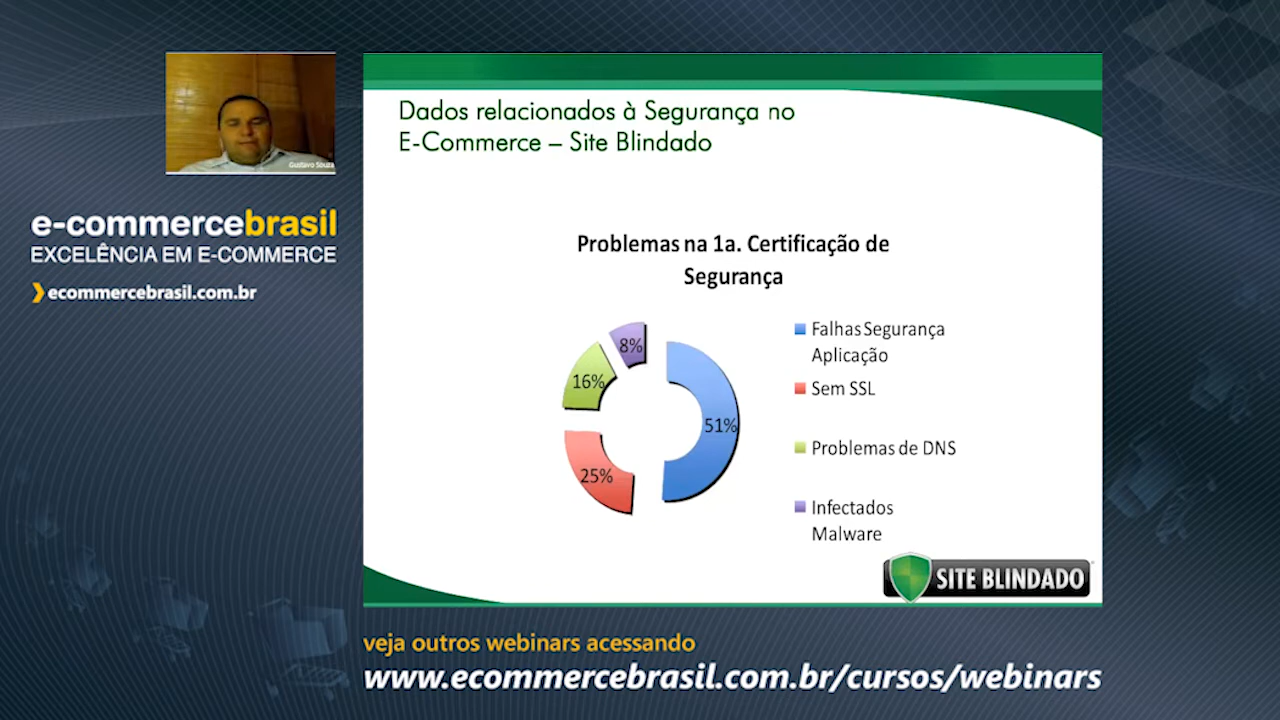 Gustavo Souza
e-commercebrasil
EXCELÊNCIA EM E-COMMERCE
ecommercebrasil.com.br
Dados relacionados à Segurança no
E-Commerce – Site Blindado
Problemas na 1a. Certificação de
Segurança
8%
16%
51%
25%
Falhas Segurança
Aplicação
Sem SSL
Problemas de DNS
Infectados
Malware
SITE BLINDADO
veja outros webinars acessando
www.ecommercebrasil.com.br/cursos/webinars